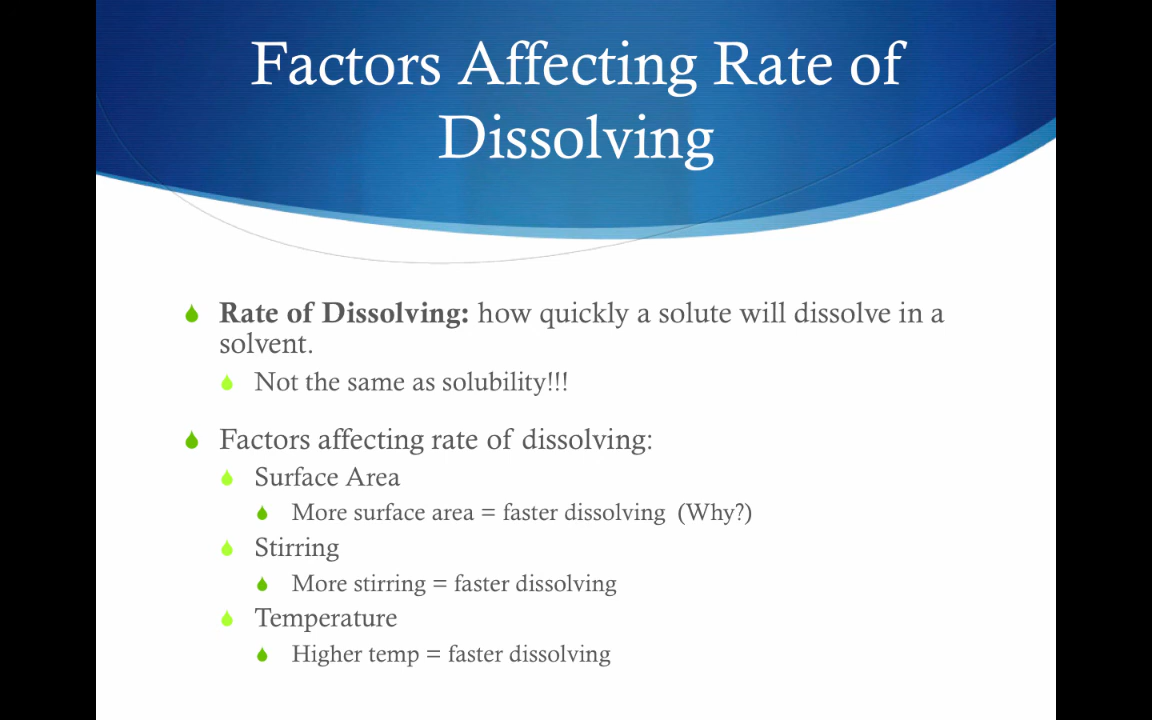 Factors Affecting Rate of
Dissolving
Rate of Dissolving: how quickly a solute will dissolve in a
solvent.
Not the same as solubility!!!
Factors affecting rate of dissolving:
Surface Area
More surface area = faster dissolving (Why?)
Stirring
More stirring = faster dissolving
Temperature
Higher temp = faster dissolving